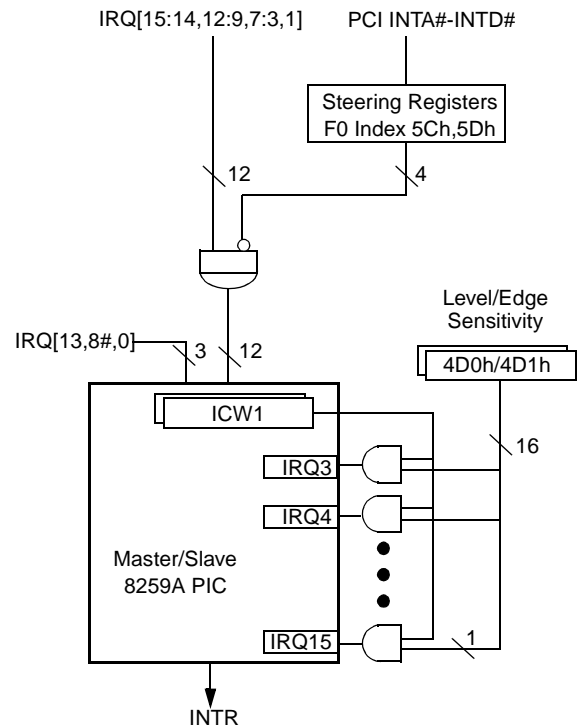 IRQ[15:14,12:9,7:3,1]
PCI INTA#-INTD#
Steering Registers
F0 Index 5Ch,5Dh
12
4
Level/Edge
Sensitivity
4D0h/4D1h
IRQ[13,8#,0]
3
12
ICW1
16
IRQ3
IRQ4
Master/Slave
8259A PIC
IRQ15
1
INTR